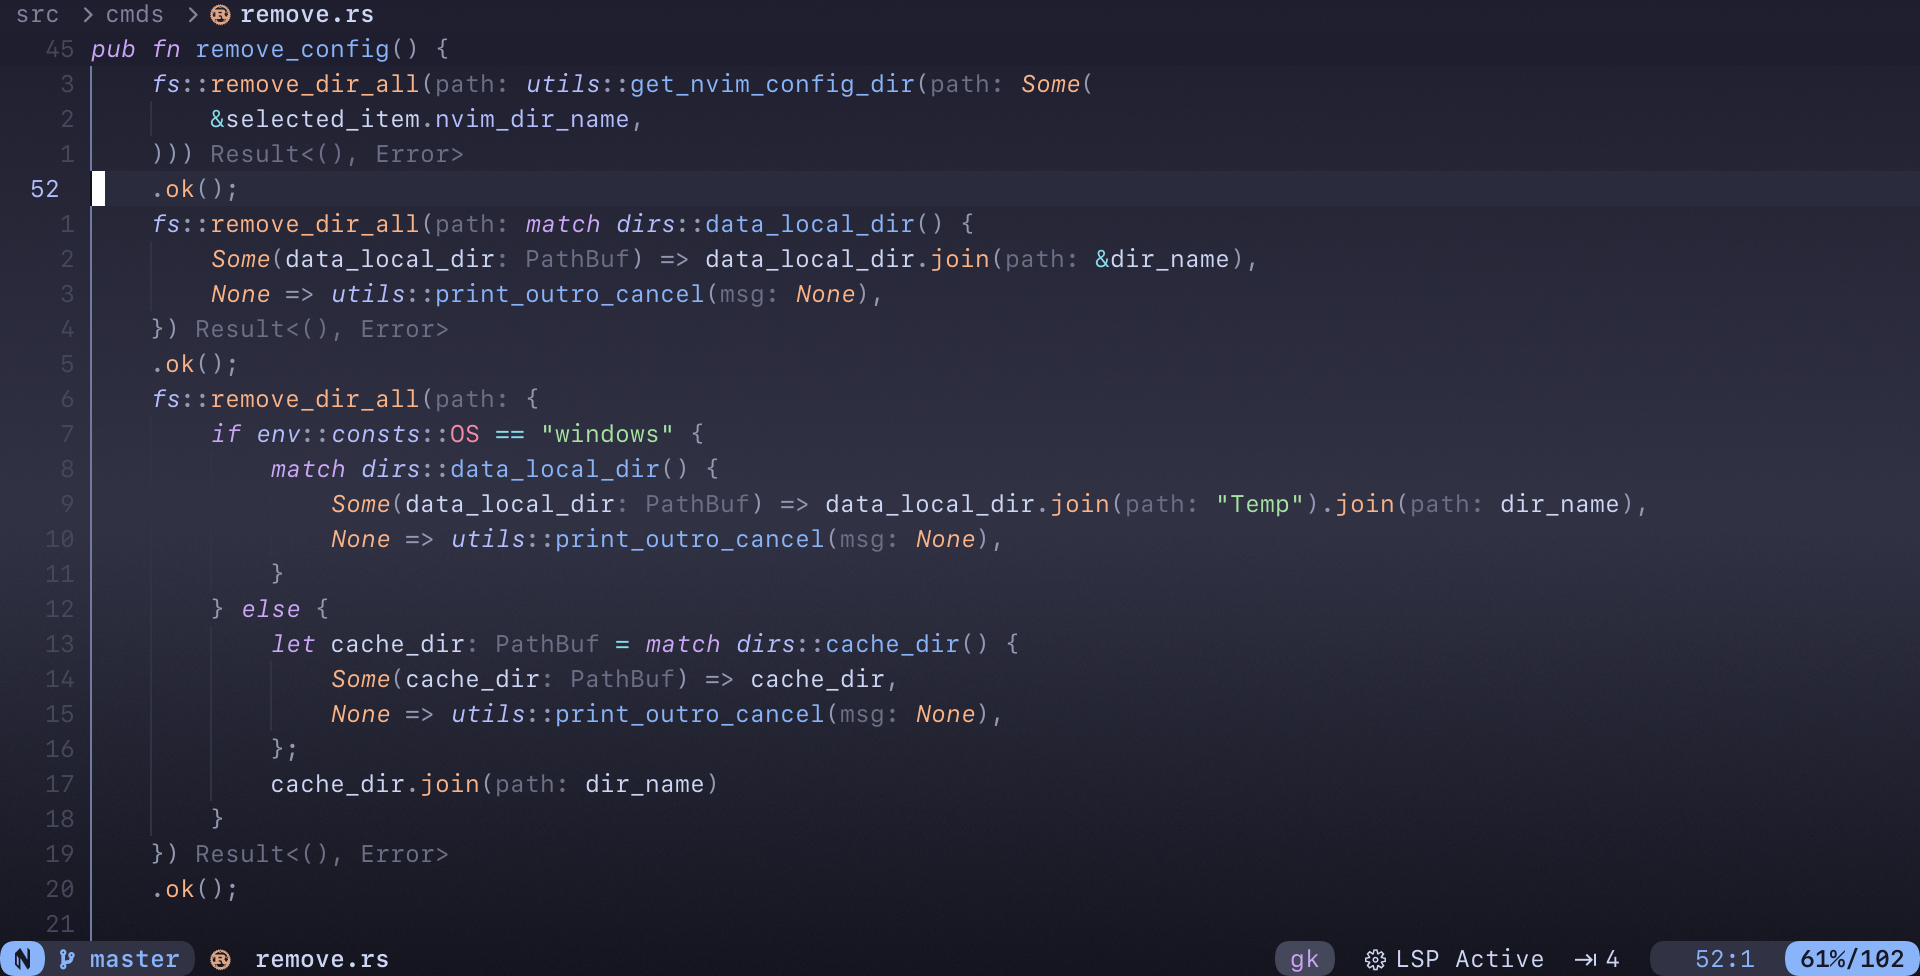 src > cmds > remove.rs
45 pub fn remove_config() {
3 fs::remove_dir_all(path: utils::get_nvim_config_dir(path: Some(
2 &selected_item.nvim_dir_name,
1 ))) Result<(), Error>
52 .ok();
1 fs::remove_dir_all(path: match dirs::data_local_dir() {
2 Some(data_local_dir: PathBuf) => data_local_dir.join(path: &dir_name),
3 None => utils::print_outro_cancel(msg: None),
4 }) Result<(), Error>
5 .ok();
6 fs::remove_dir_all(path: {
7 if env::consts::OS == "windows" {
8 match dirs::data_local_dir() {
9 Some(data_local_dir: PathBuf) => data_local_dir.join(path: "Temp").join(path: dir_name),
10 None => utils::print_outro_cancel(msg: None),
11 }
12 } else {
13 let cache_dir: PathBuf = match dirs::cache_dir() {
14 Some(cache_dir: PathBuf) => cache_dir,
15 None => utils::print_outro_cancel(msg: None),
16 };
17 cache_dir.join(path: dir_name)
18 }
19 }) Result<(), Error>
20 .ok();
21
master remove.rs gk LSP Active 4 52:1 61%/102